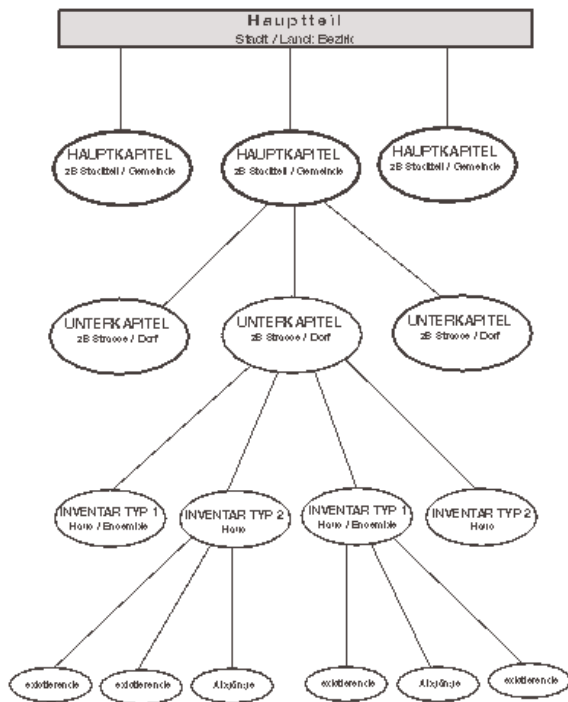 Hauptteil
Stadt / Land: Bezirk
HAUPTKAPITEL
zB Stadtteil / Gemeinde
HAUPTKAPITEL
zB Stadtteil / Gemeinde
HAUPTKAPITEL
zB Stadtteil / Gemeinde
UNTERKAPITEL
zB Strasse / Dorf
UNTERKAPITEL
zB Strasse / Dorf
UNTERKAPITEL
zB Strasse / Dorf
INVENTAR TYP 1
Haus / Ensemble
INVENTAR TYP 2
Haus
INVENTAR TYP 1
Haus / Ensemble
INVENTAR TYP 2
Haus
existierende
existierende
Abgänge
existierende
Abgänge
existierende